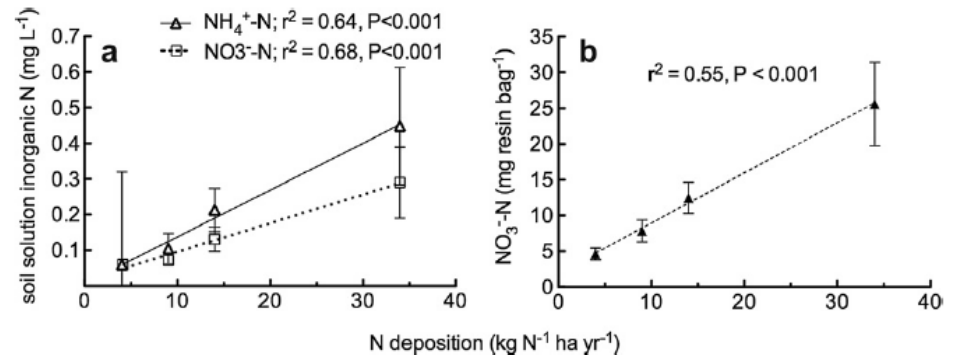 NH₄⁺-N; r² = 0.64, P<0.001
NO3⁻-N; r² = 0.68, P<0.001
a
soil solution inorganic N (mg L⁻¹)
0.7
0.6
0.5
0.4
0.3
0.2
0.1
0 10 20 30 40
b
r² = 0.55, P < 0.001
NO₃⁻-N (mg resin bag⁻¹)
35
30
25
20
15
10
5
0
0 10 20 30 40
N deposition (kg N⁻¹ ha yr⁻¹)